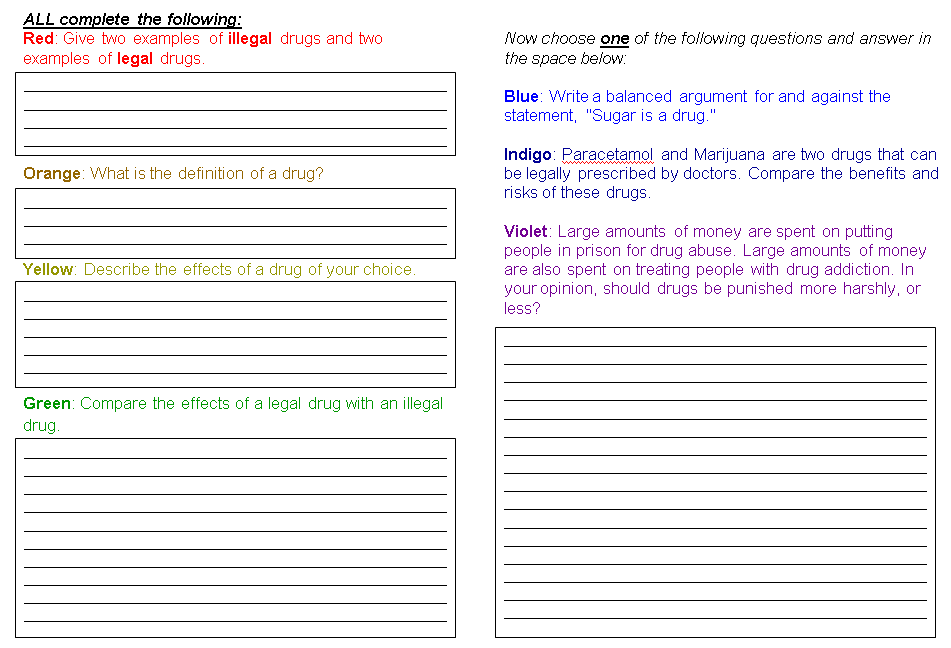 ALL complete the following:
Red: Give two examples of illegal drugs and two
examples of legal drugs.
Orange: What is the definition of a drug?
Yellow: Describe the effects of a drug of your choice.
Green: Compare the effects of a legal drug with an illegal
drug.
Now choose one of the following questions and answer in
the space below:
Blue: Write a balanced argument for and against the
statement, "Sugar is a drug."
Indigo: Paracetamol and Marijuana are two drugs that can
be legally prescribed by doctors. Compare the benefits and
risks of these drugs.
Violet: Large amounts of money are spent on putting
people in prison for drug abuse. Large amounts of money
are also spent on treating people with drug addiction. In
your opinion, should drugs be punished more harshly, or
less?